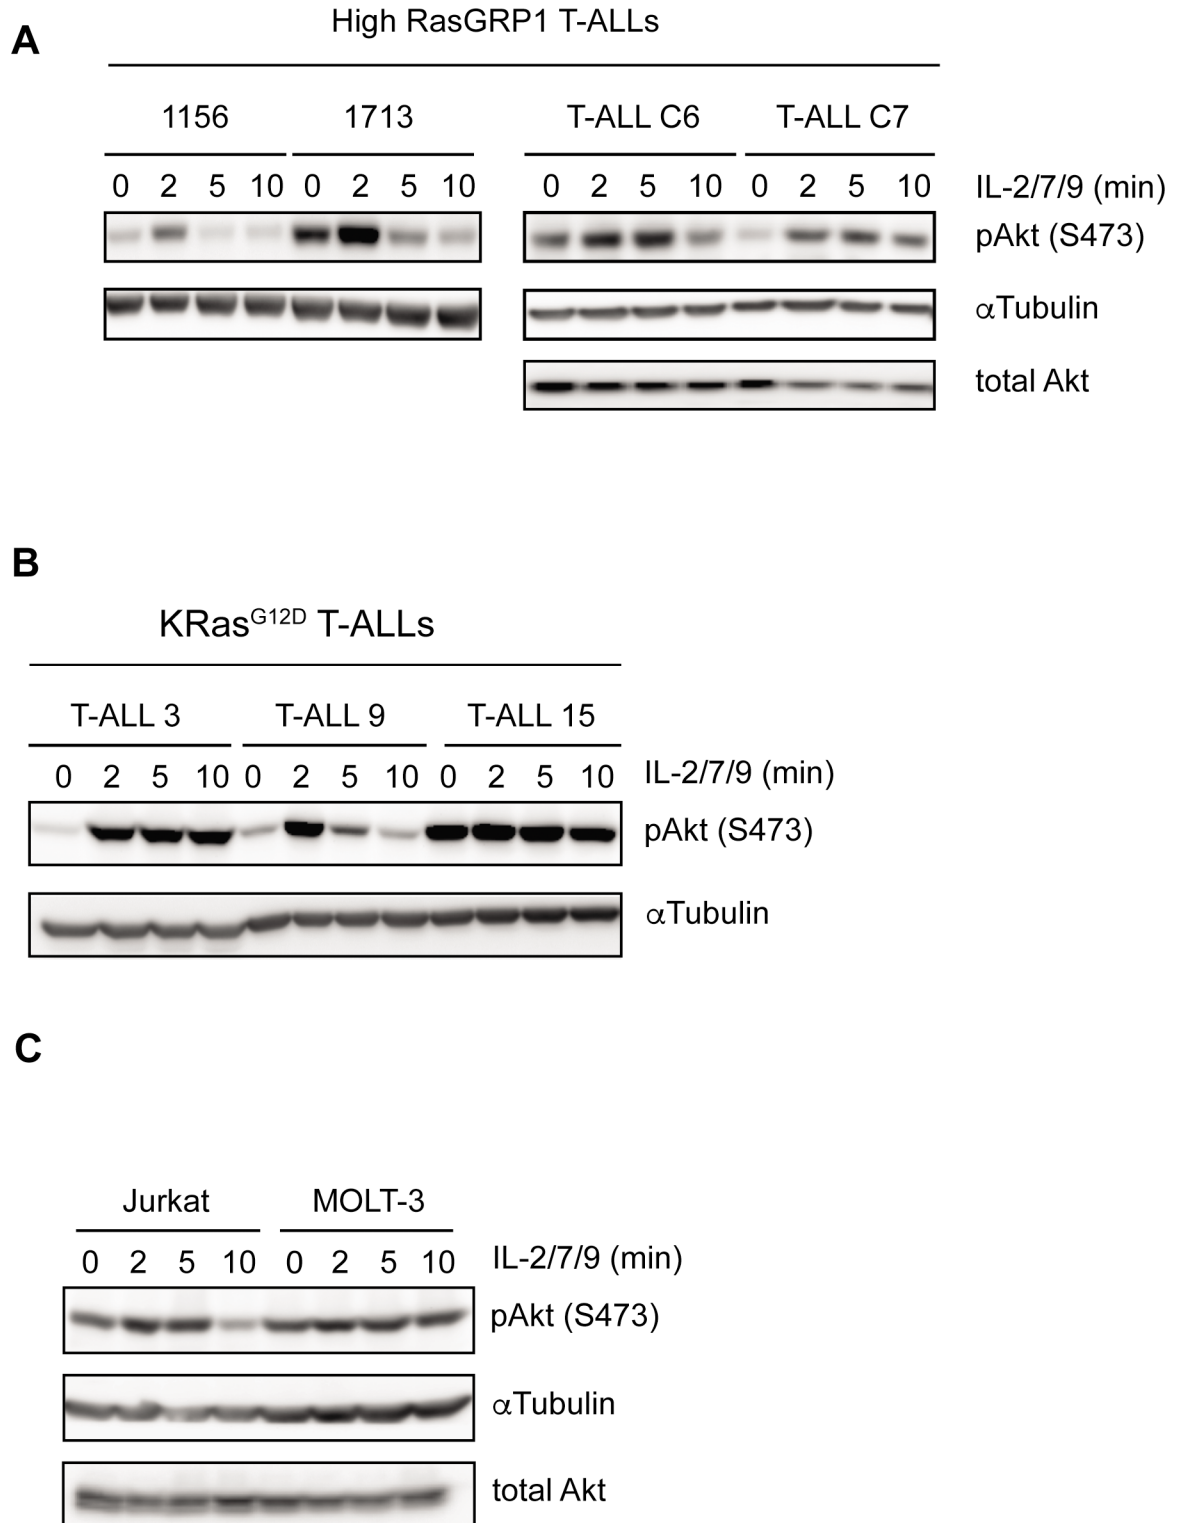 A
High RasGRP1 T-ALLs
1156 1713 T-ALL C6 T-ALL C7
0 2 5 10 0 2 5 10 0 2 5 10 0 2 5 10 IL-2/7/9 (min)
pAkt (S473)
αTubulin
total Akt
B
KRasG12D T-ALLs
T-ALL 3 T-ALL 9 T-ALL 15
0 2 5 10 0 2 5 10 0 2 5 10 IL-2/7/9 (min)
pAkt (S473)
αTubulin
C
Jurkat MOLT-3
0 2 5 10 0 2 5 10 IL-2/7/9 (min)
pAkt (S473)
αTubulin
total Akt